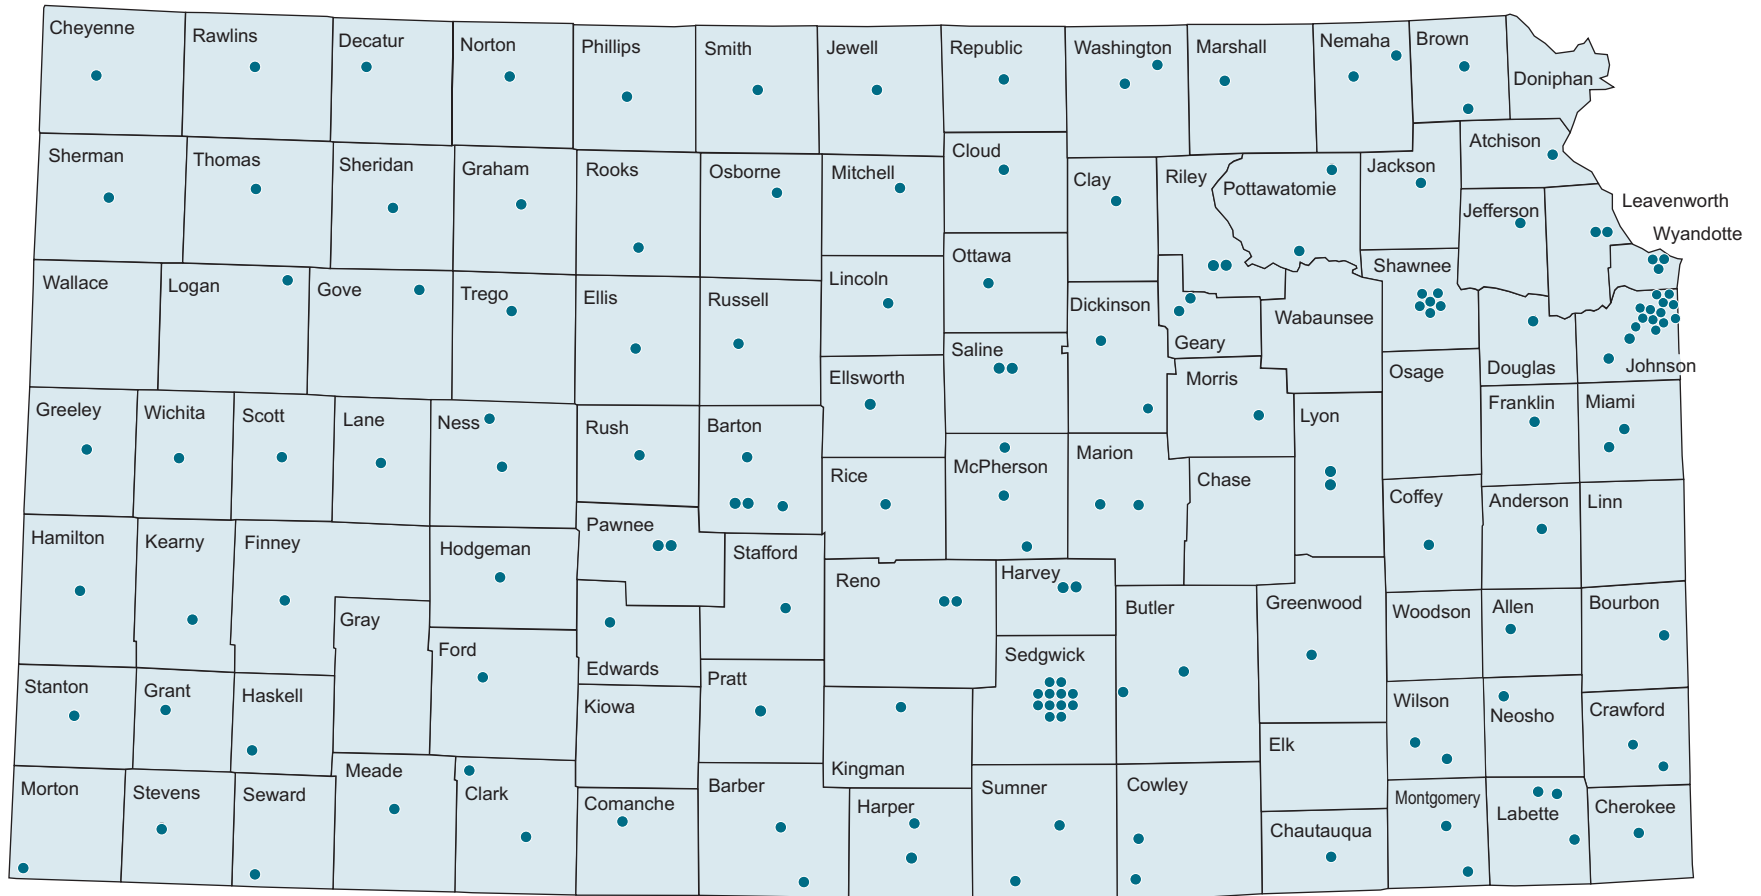 Cheyenne
Rawlins
Decatur
Norton
Phillips
Smith
Jewell
Republic
Washington
Marshall
Nemaha
Brown
Doniphan
Sherman
Thomas
Sheridan
Graham
Rooks
Osborne
Mitchell
Cloud
Clay
Riley
Pottawatomie
Jackson
Atchison
Jefferson
Leavenworth
Wyandotte
Wallace
Logan
Gove
Trego
Ellis
Russell
Lincoln
Ottawa
Dickinson
Geary
Wabaunsee
Shawnee
Douglas
Johnson
Saline
Ellsworth
Morris
Osage
Greeley
Wichita
Scott
Lane
Ness
Rush
Barton
Rice
McPherson
Marion
Chase
Lyon
Franklin
Miami
Coffey
Anderson
Linn
Hamilton
Kearny
Finney
Hodgeman
Pawnee
Stafford
Reno
Harvey
Butler
Greenwood
Woodson
Allen
Bourbon
Gray
Ford
Edwards
Sedgwick
Stanton
Grant
Haskell
Kiowa
Pratt
Kingman
Elk
Wilson
Neosho
Crawford
Morton
Stevens
Seward
Meade
Clark
Comanche
Barber
Harper
Sumner
Cowley
Chautauqua
Montgomery
Labette
Cherokee